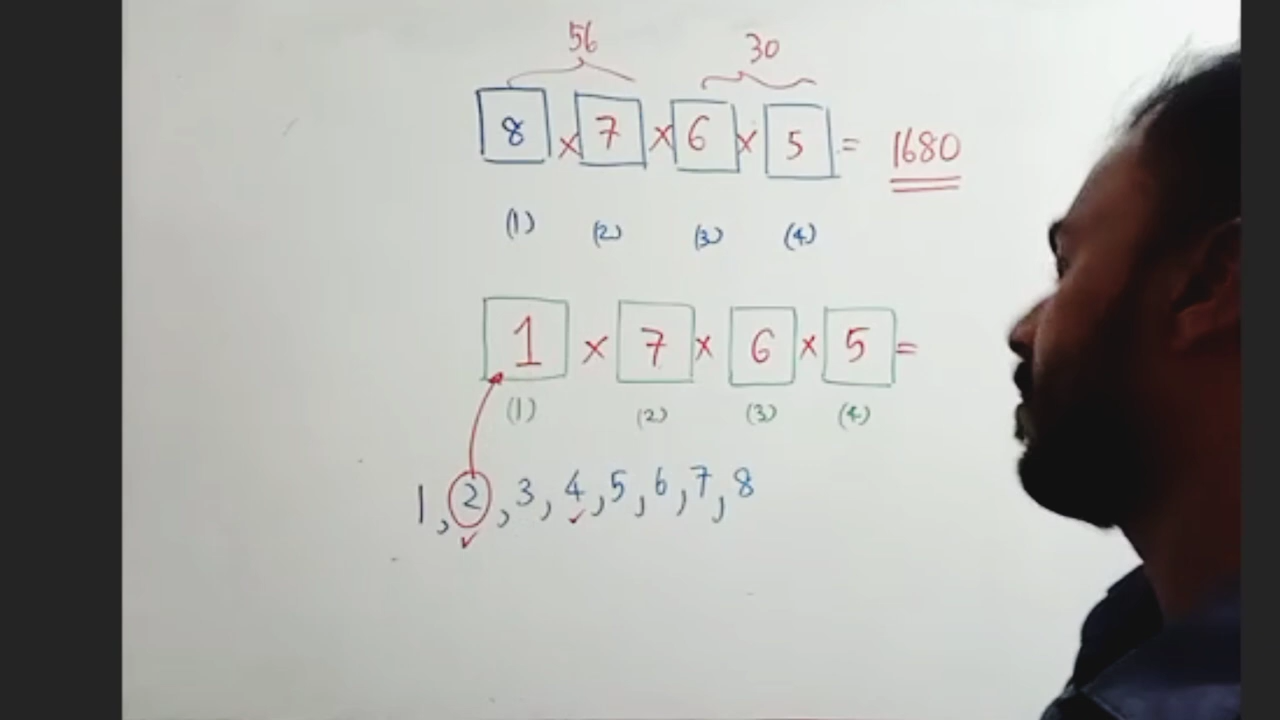 56 30
8 × 7 × 6 × 5 = 1680
(1) (2) (3) (4)
1 × 7 × 6 × 5 =
(1) (2) (3) (4)
1, 2, 3, 4, 5, 6, 7, 8